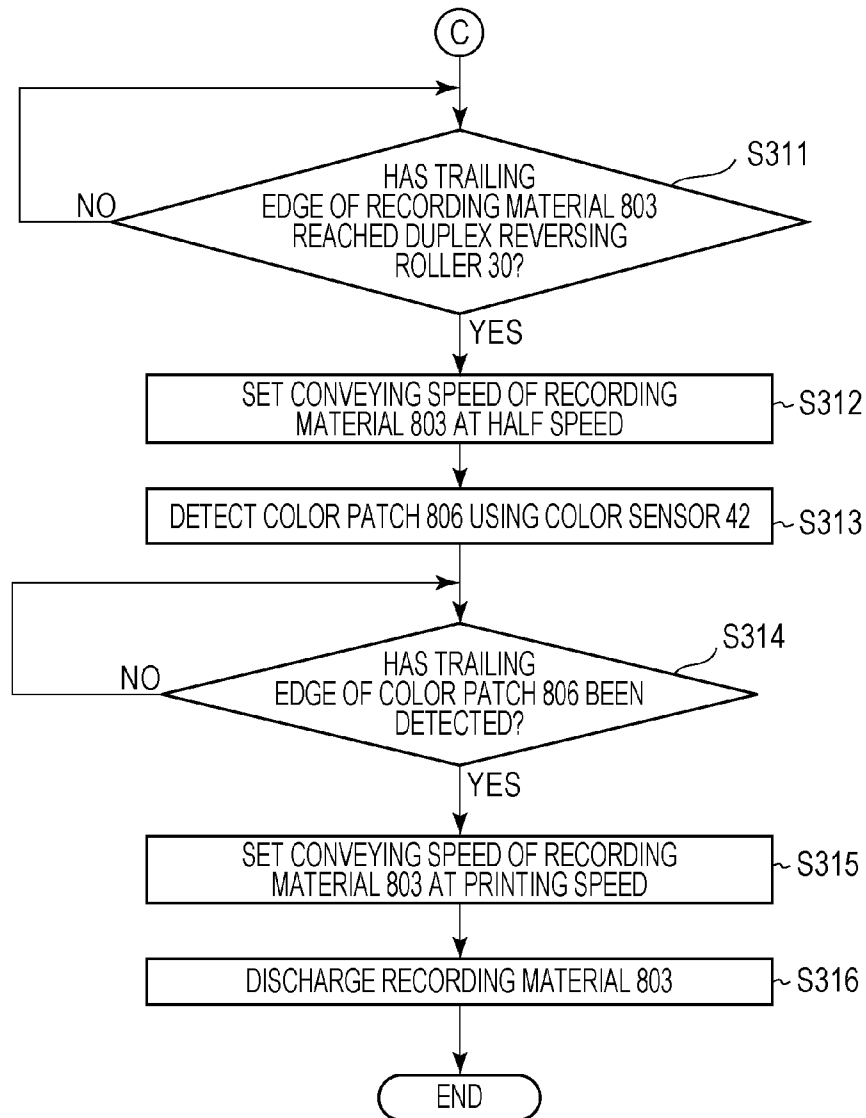 C
S311
HAS TRAILING
EDGE OF RECORDING MATERIAL 803
REACHED DUPLEX REVERSING
ROLLER 30?
NO
YES
SET CONVEYING SPEED OF RECORDING
MATERIAL 803 AT HALF SPEED
S312
DETECT COLOR PATCH 806 USING COLOR SENSOR 42
S313
S314
HAS TRAILING
EDGE OF COLOR PATCH 806 BEEN
DETECTED?
NO
YES
SET CONVEYING SPEED OF RECORDING
MATERIAL 803 AT PRINTING SPEED
S315
DISCHARGE RECORDING MATERIAL 803
S316
END